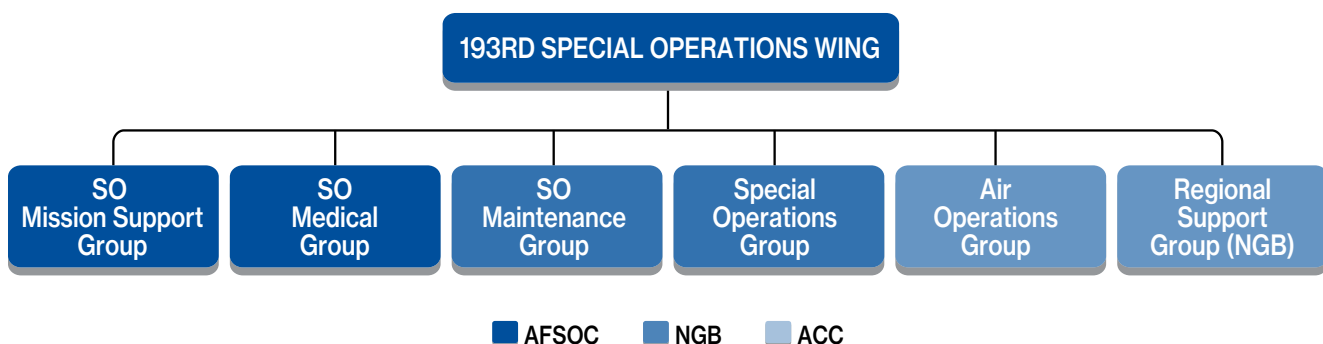 193RD SPECIAL OPERATIONS WING
SO
Mission Support
Group
SO
Medical
Group
SO
Maintenance
Group
Special
Operations
Group
Air
Operations
Group
Regional
Support
Group (NGB)
AFSOC
NGB
ACC